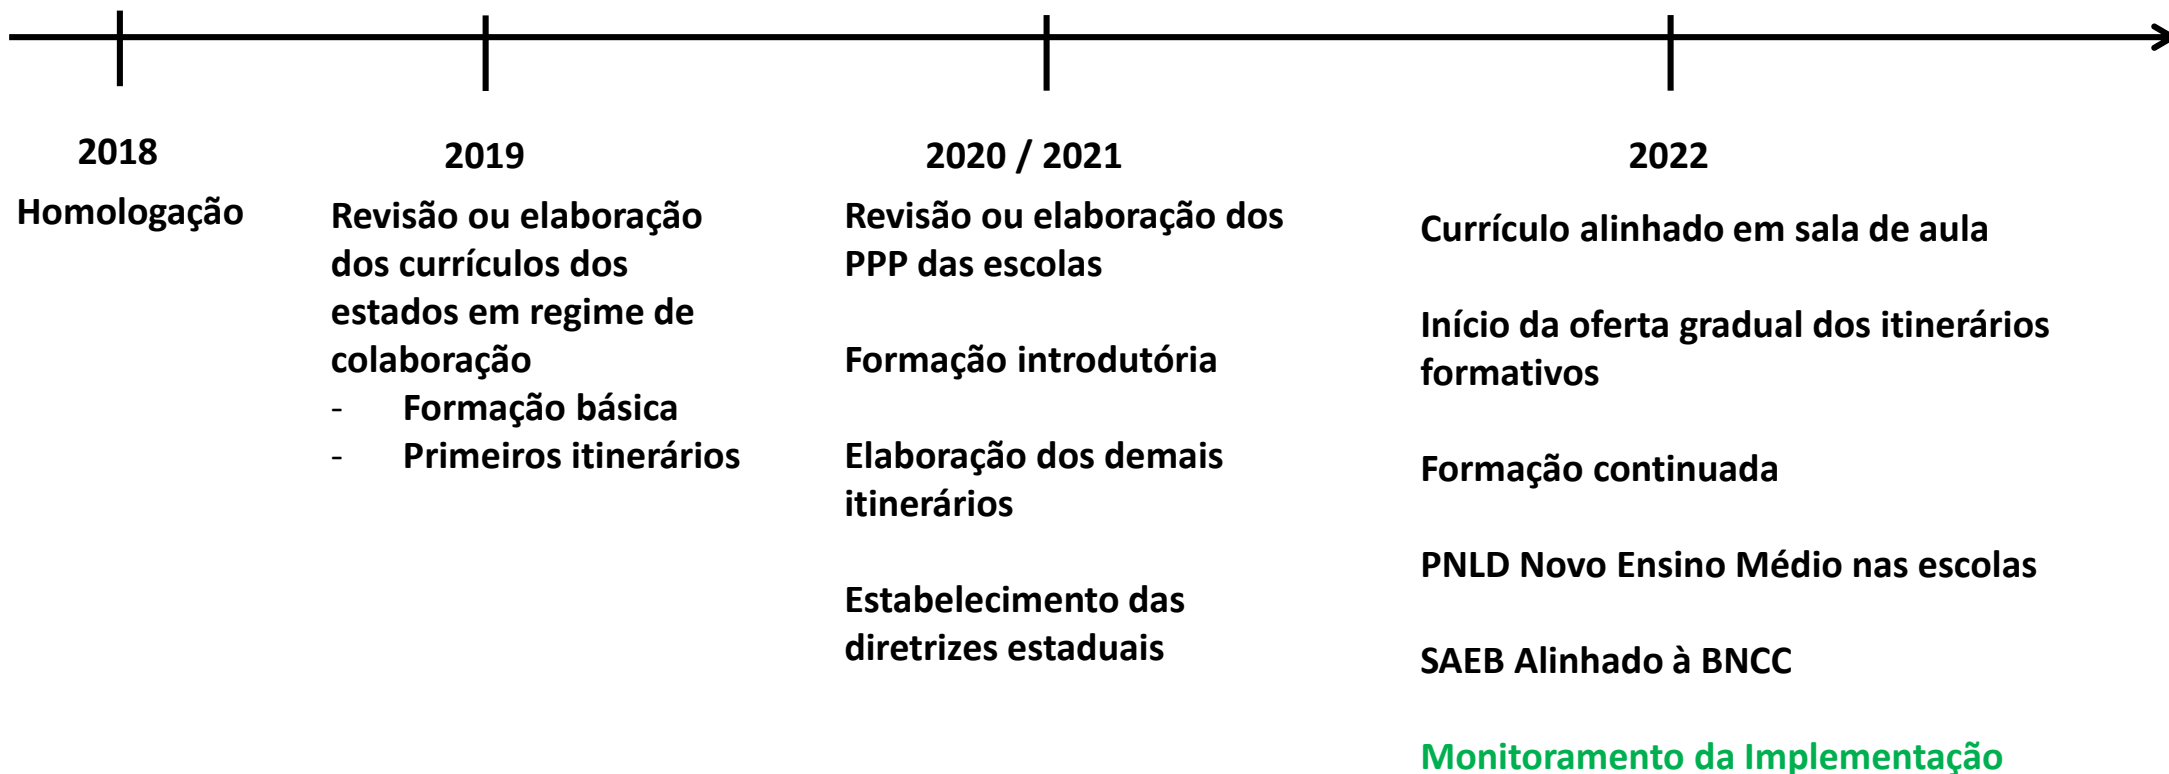 2018
Homologação
2019
Revisão ou elaboração
dos currículos dos
estados em regime de
colaboração
- Formação básica
- Primeiros itinerários
2020 / 2021
Revisão ou elaboração dos
PPP das escolas
Formação introdutória
Elaboração dos demais
itinerários
Estabelecimento das
diretrizes estaduais
2022
Currículo alinhado em sala de aula
Início da oferta gradual dos itinerários
formativos
Formação continuada
PNLD Novo Ensino Médio nas escolas
SAEB Alinhado à BNCC
Monitoramento da Implementação